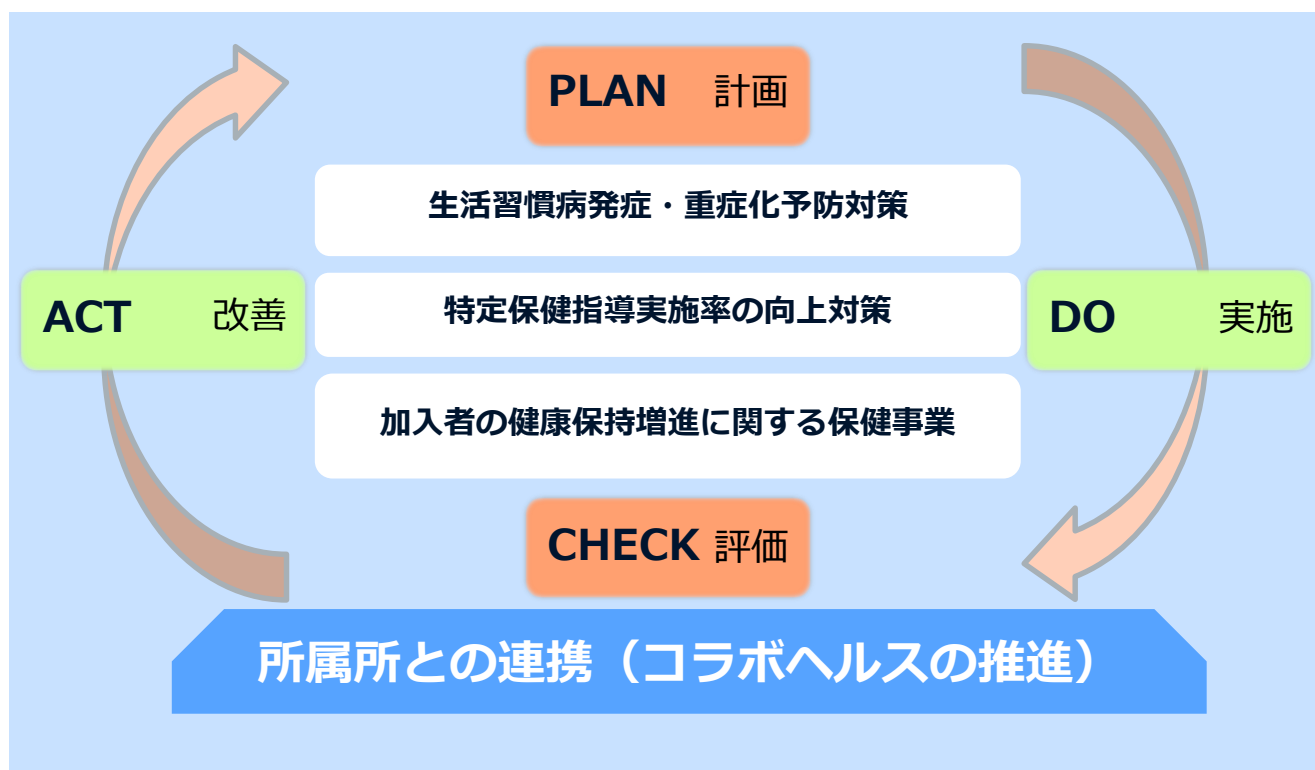 PLAN 計画
生活習慣病発症・重症化予防対策
ACT 改善
特定保健指導実施率の向上対策
DO 実施
加入者の健康保持増進に関する保健事業
CHECK 評価
所属所との連携（コラボヘルスの推進）